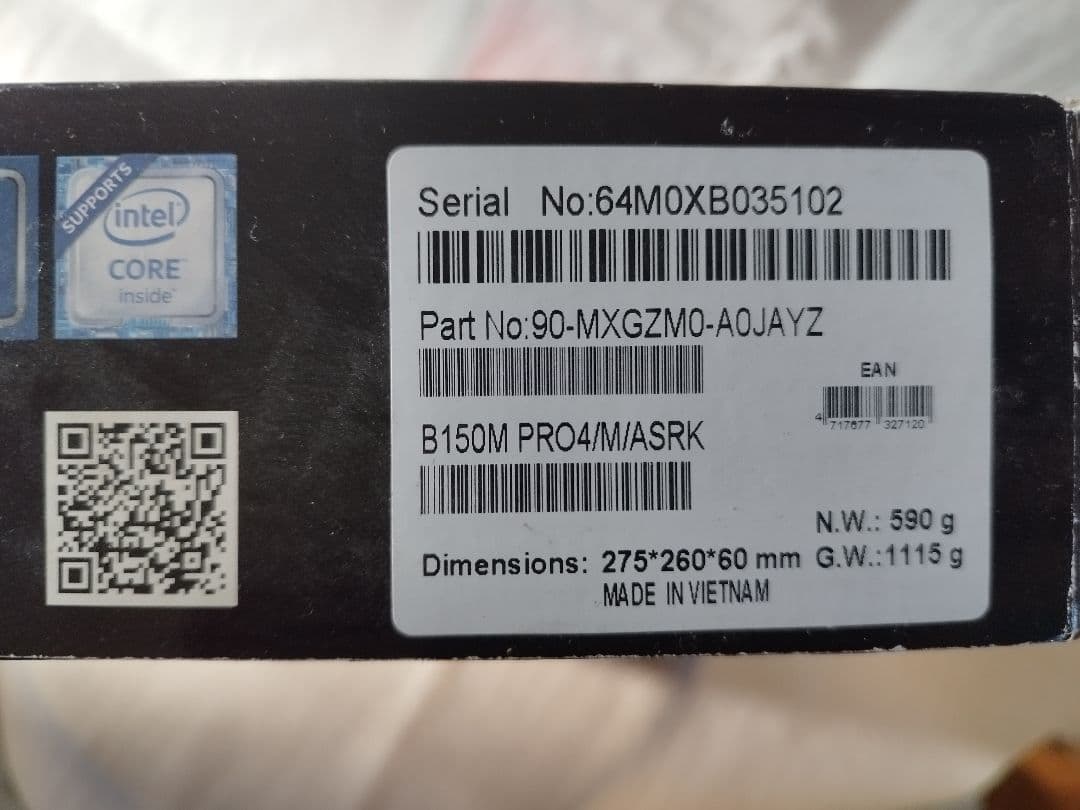 SUPPORTS
intel
CORE
inside
Serial No:64M0XB035102
Part No:90-MXGZM0-A0JAYZ
EAN
4 717677 327120
B150M PRO4/M/ASRK
N.W.: 590 g
Dimensions: 275*260*60 mm G.W.:1115 g
MADE IN VIETNAM